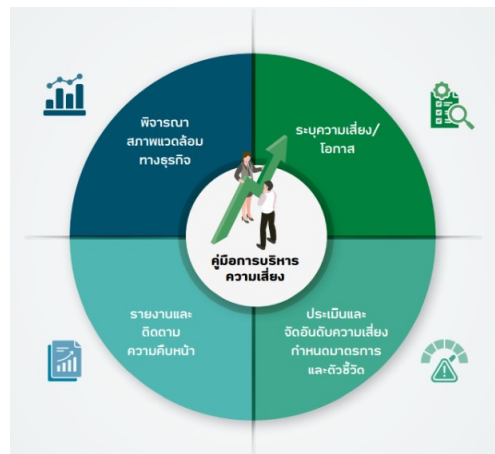 พิจารณา
สภาพแวดล้อม
ทางธุรกิจ
ระบุความเสี่ยง/
โอกาส
คู่มือการบริหาร
ความเสี่ยง
รายงานและ
ติดตาม
ความคืบหน้า
ประเมินและ
จัดอันดับความเสี่ยง
กำหนดมาตรการ
และตัวชี้วัด